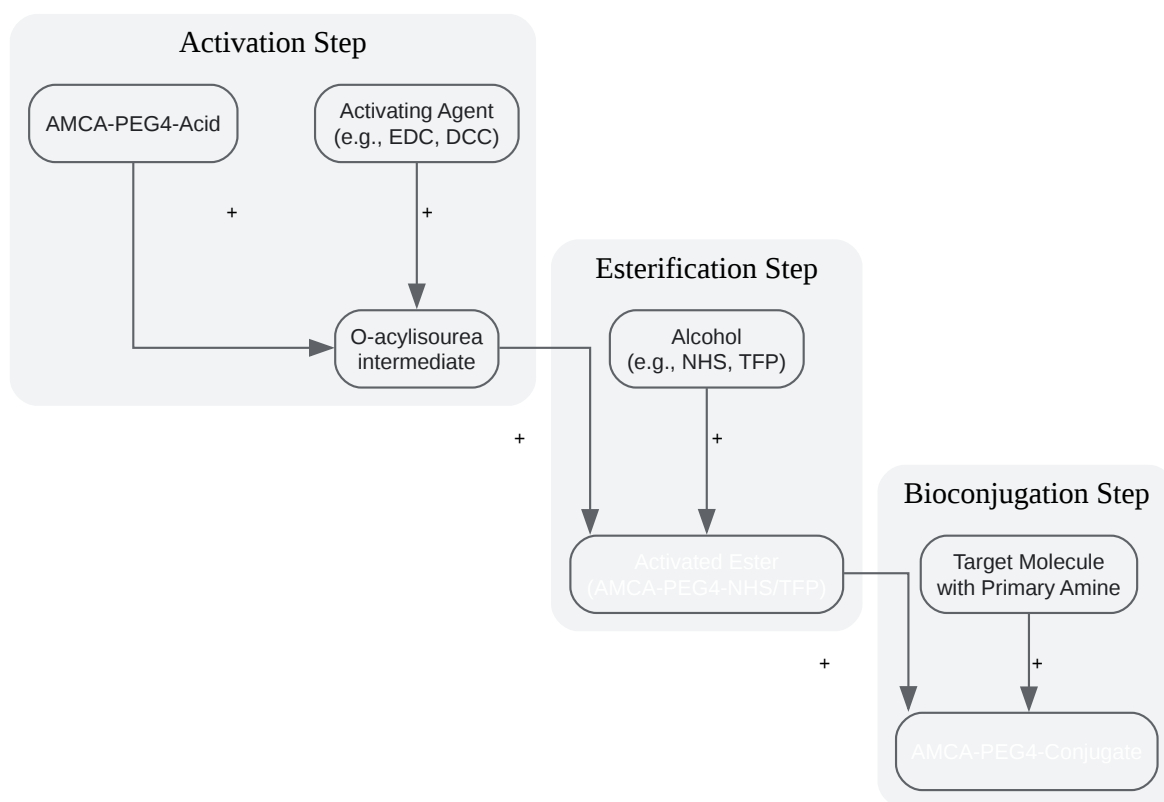 Activation Step
AMCA-PEG4-Acid
Activating Agent
(e.g., EDC, DCC)
+
+
O-acylisourea
intermediate
Esterification Step
Alcohol
(e.g., NHS, TFP)
+
+
Activated Ester
(AMCA-PEG4-NHS/TFP)
Bioconjugation Step
Target Molecule
with Primary Amine
+
+
AMCA-PEG4-Conjugate